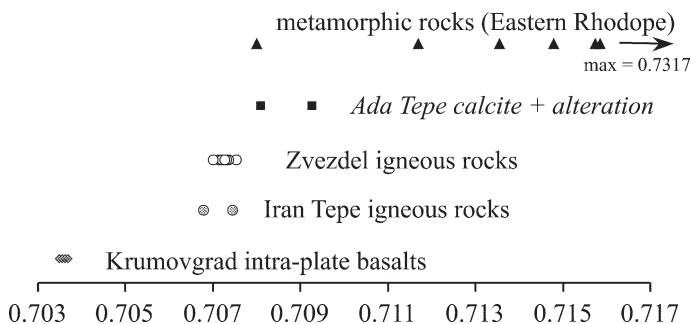 metamorphic rocks (Eastern Rhodope)
max = 0.7317
Ada Tepe calcite + alteration
Zvezdel igneous rocks
Iran Tepe igneous rocks
Krumovgrad intra-plate basalts
0.703 0.705 0.707 0.709 0.711 0.713 0.715 0.717